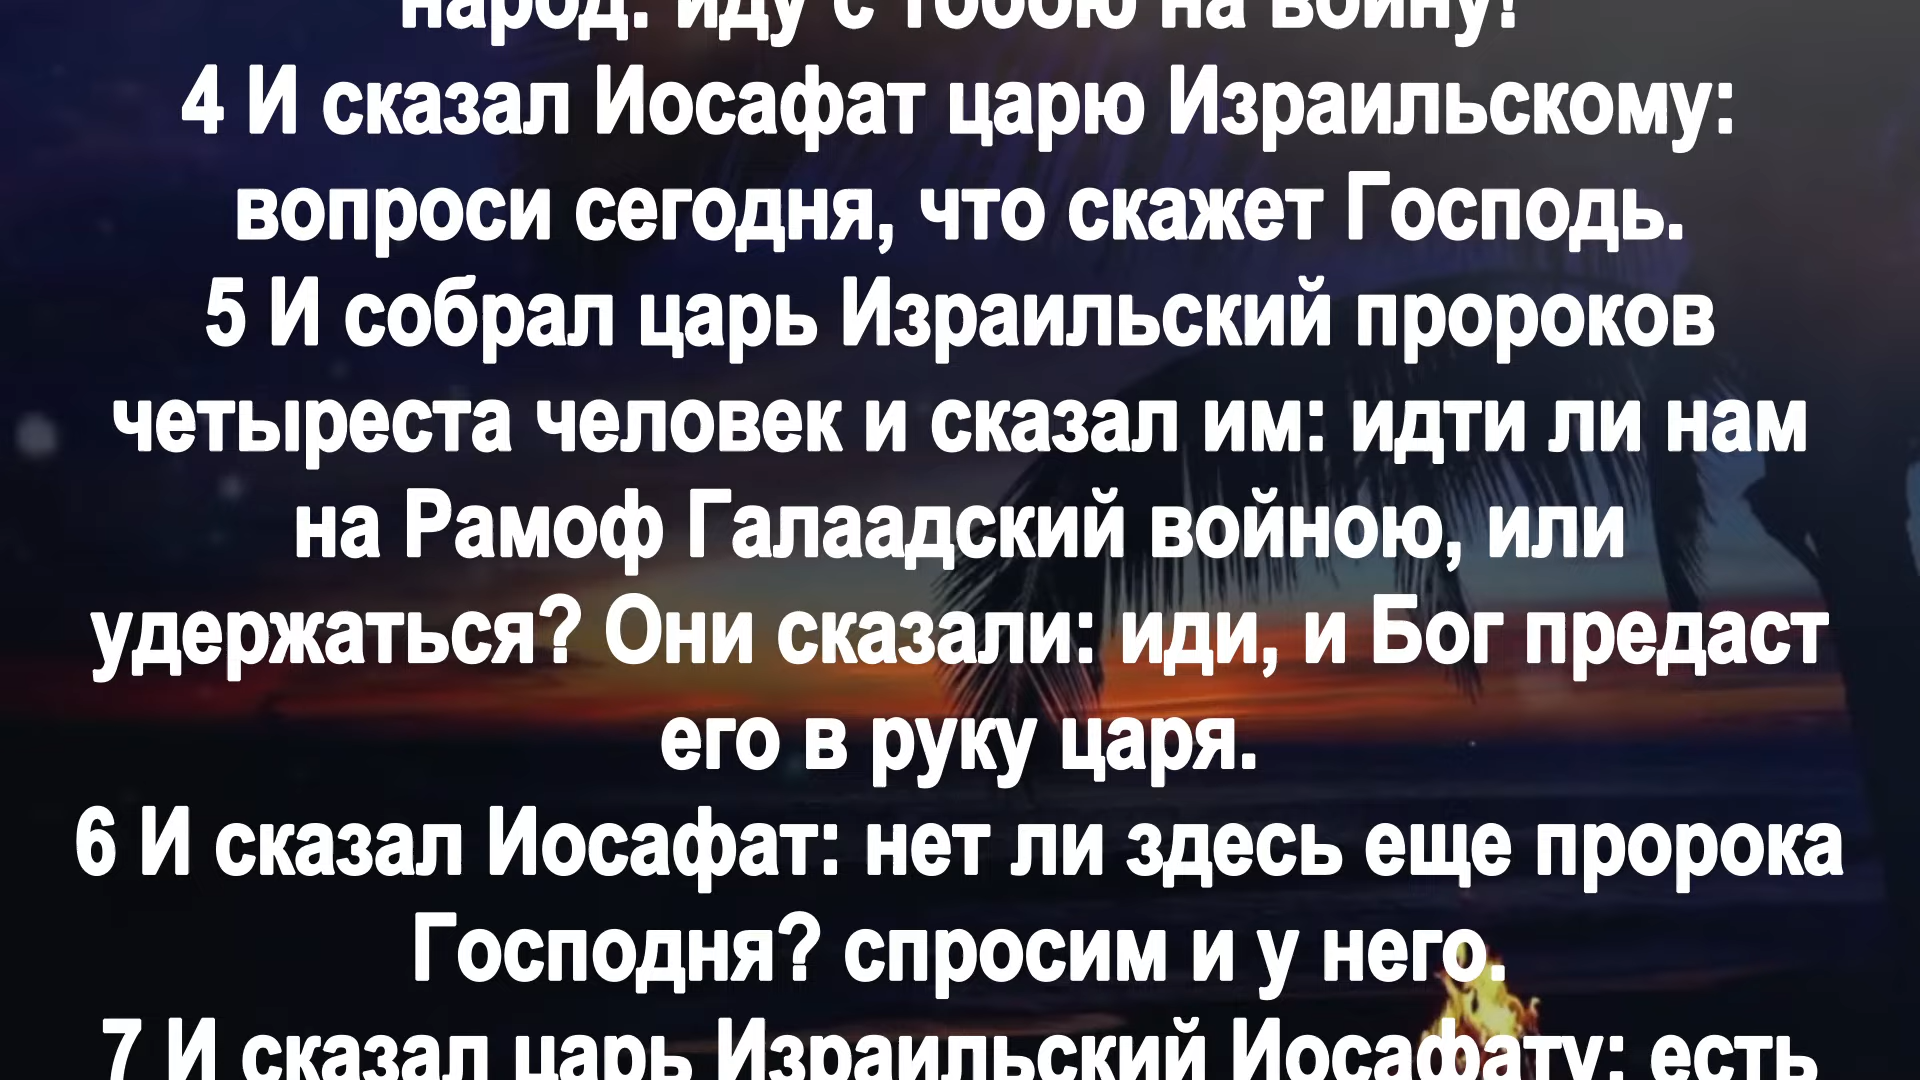 народ: иду с тобою на войну!
4 И сказал Иосафат царю Израильскому:
вопроси сегодня, что скажет Господь.
5 И собрал царь Израильский пророков
четыреста человек и сказал им: идти ли нам
на Рамоф Галаадский войною, или
удержаться? Они сказали: иди, и Бог предаст
его в руку царя.
6 И сказал Иосафат: нет ли здесь еще пророка
Господня? спросим и у него.
7 И сказал царь Израильский Иосафату: есть